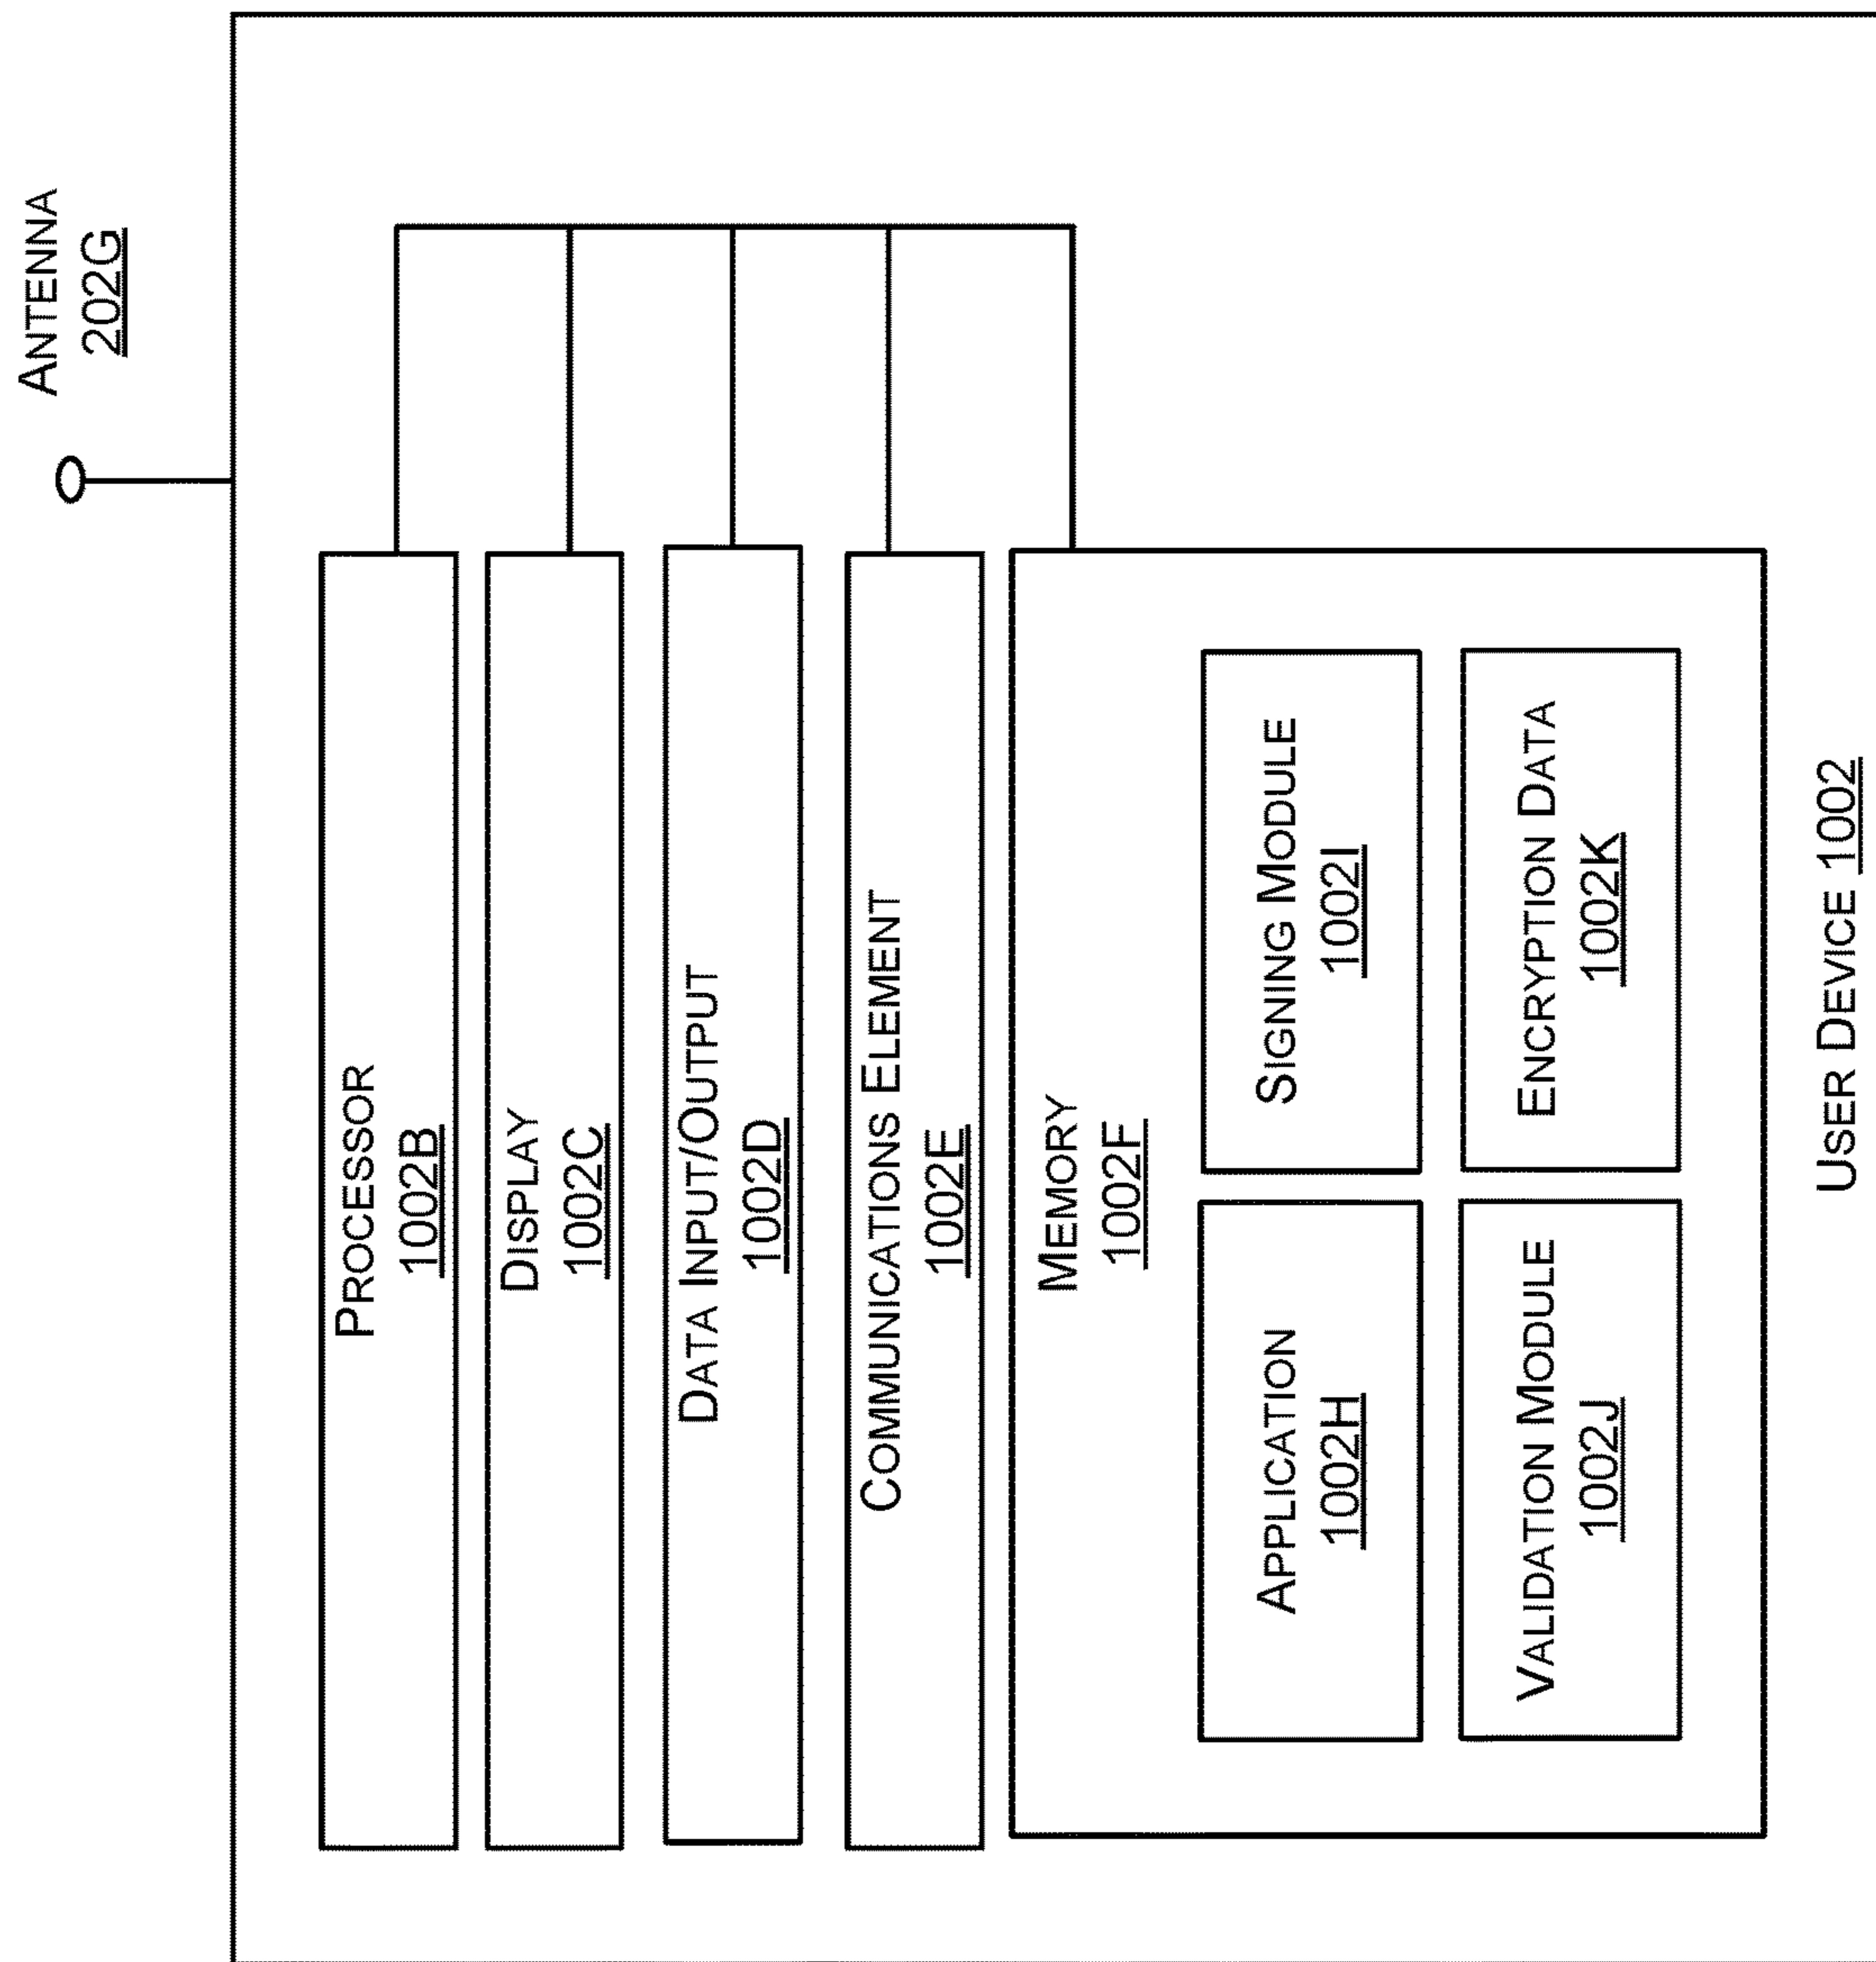 ANTENNA
202G
PROCESSOR
1002B
DISPLAY
1002C
DATA INPUT/OUTPUT
1002D
COMMUNICATIONS ELEMENT
1002E
MEMORY
1002F
APPLICATION
1002H
SIGNING MODULE
1002I
VALIDATION MODULE
1002J
ENCRYPTION DATA
1002K
USER DEVICE 1002